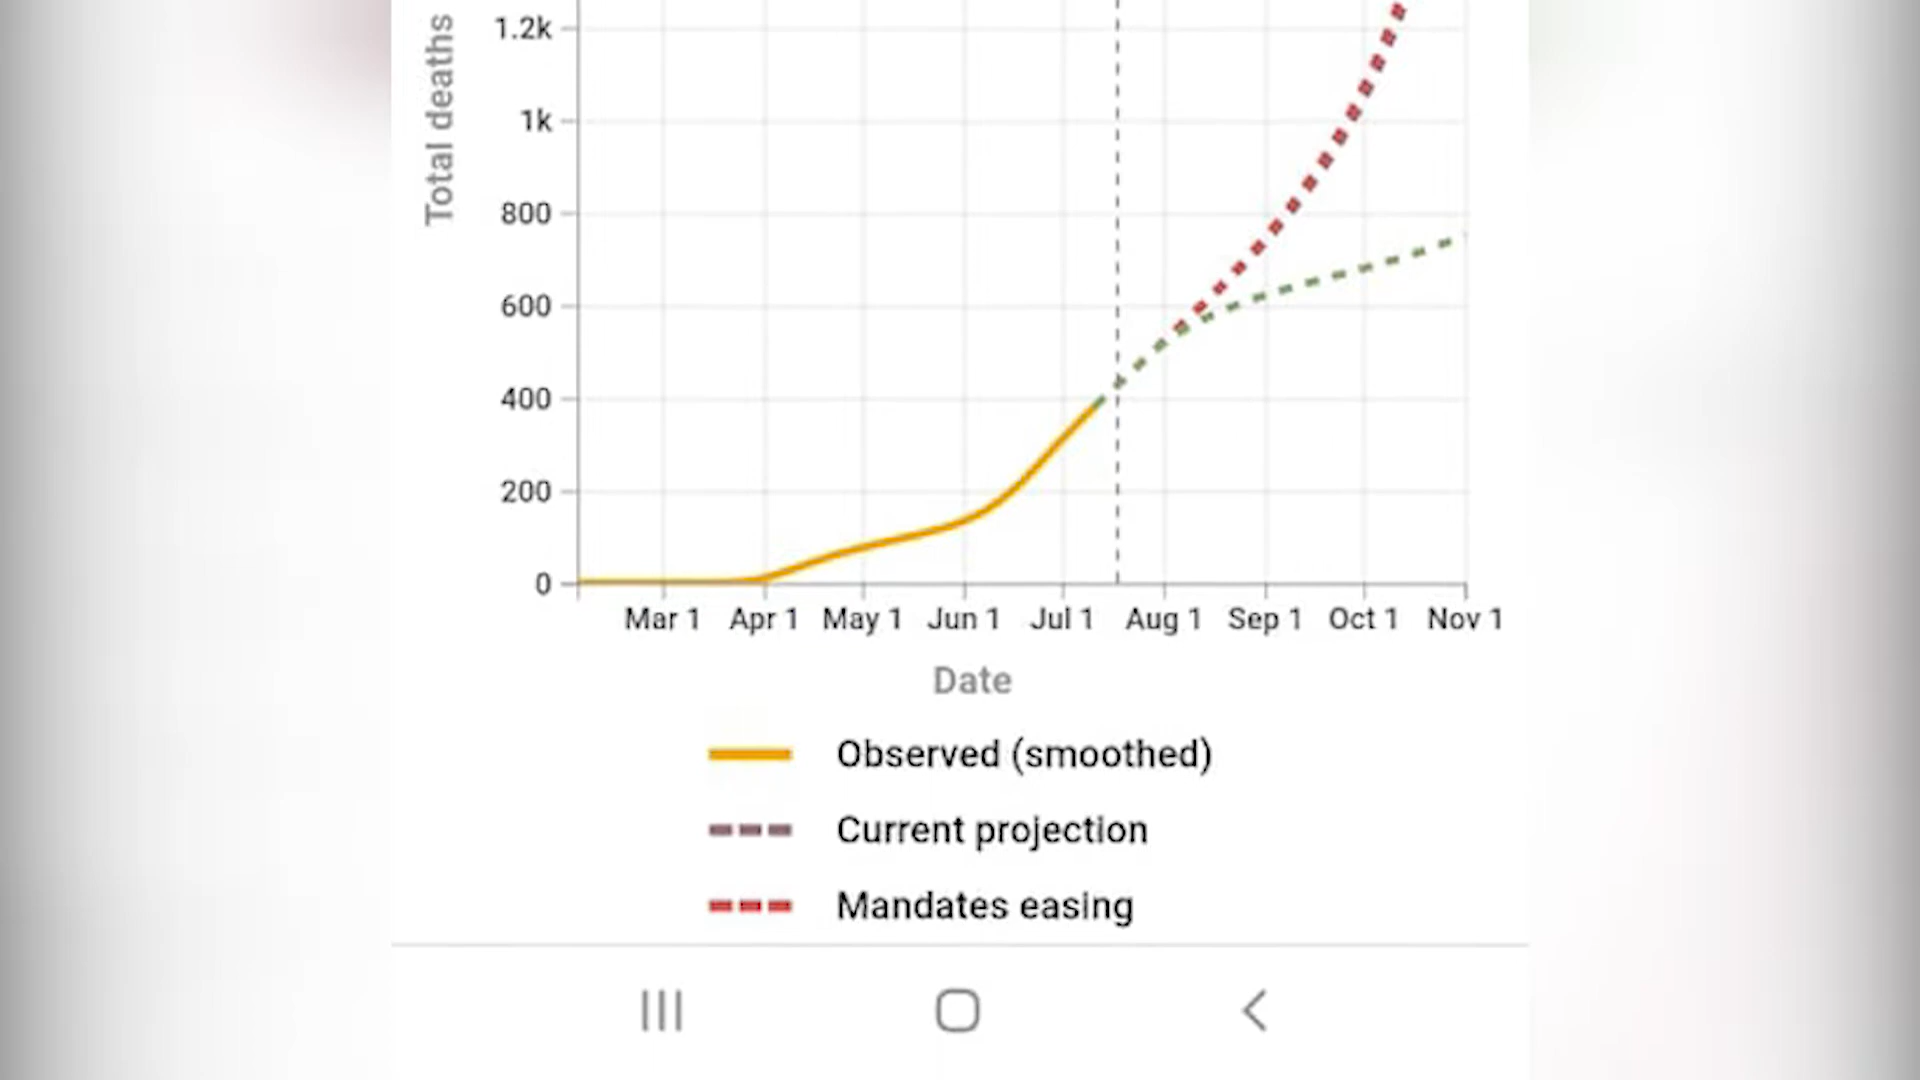 Total deaths
1.2k
1k
800
600
400
200
0
Mar 1 Apr 1 May 1 Jun 1 Jul 1 Aug 1 Sep 1 Oct 1 Nov 1
Date
Observed (smoothed)
Current projection
Mandates easing